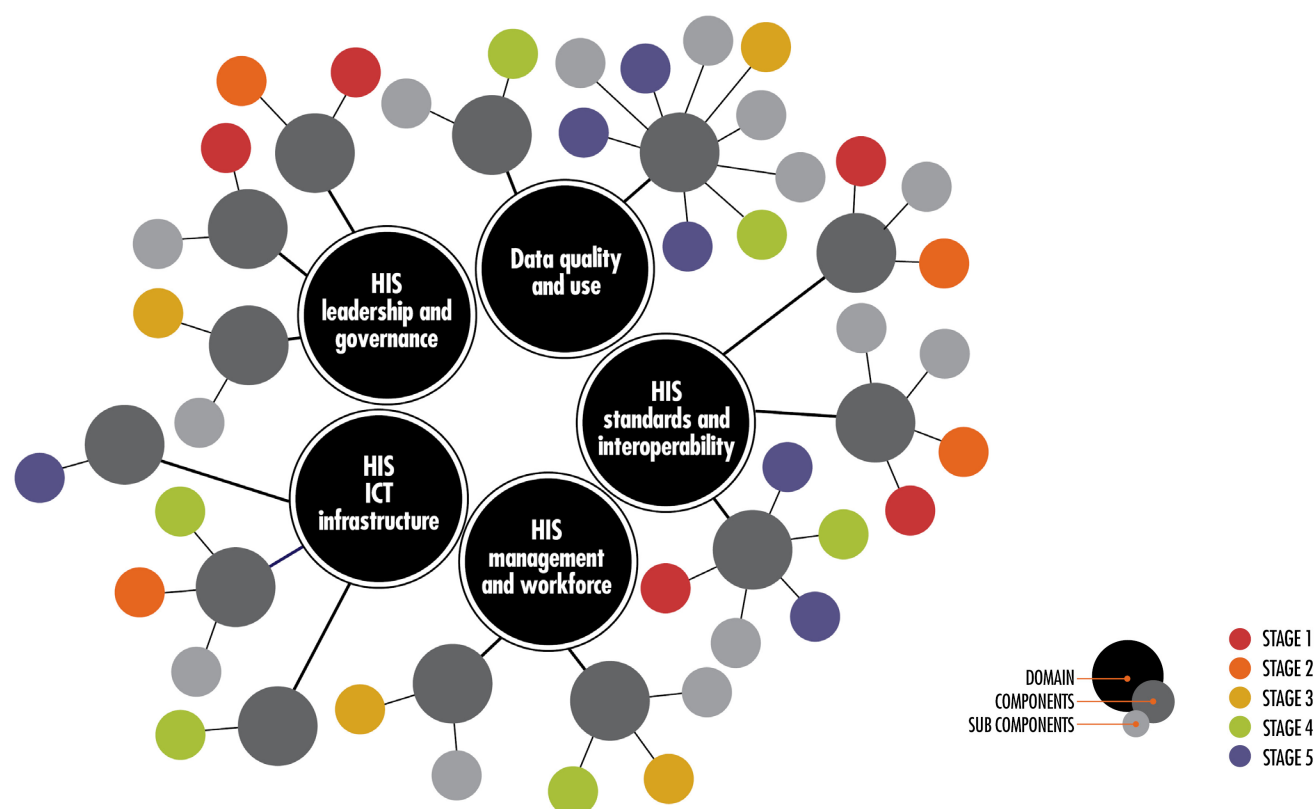 Data quality
and use
HIS
leadership and
governance
HIS
standards and
interoperability
HIS
ICT
infrastructure
HIS
management
and workforce
DOMAIN
COMPONENTS
SUB COMPONENTS
STAGE 1
STAGE 2
STAGE 3
STAGE 4
STAGE 5